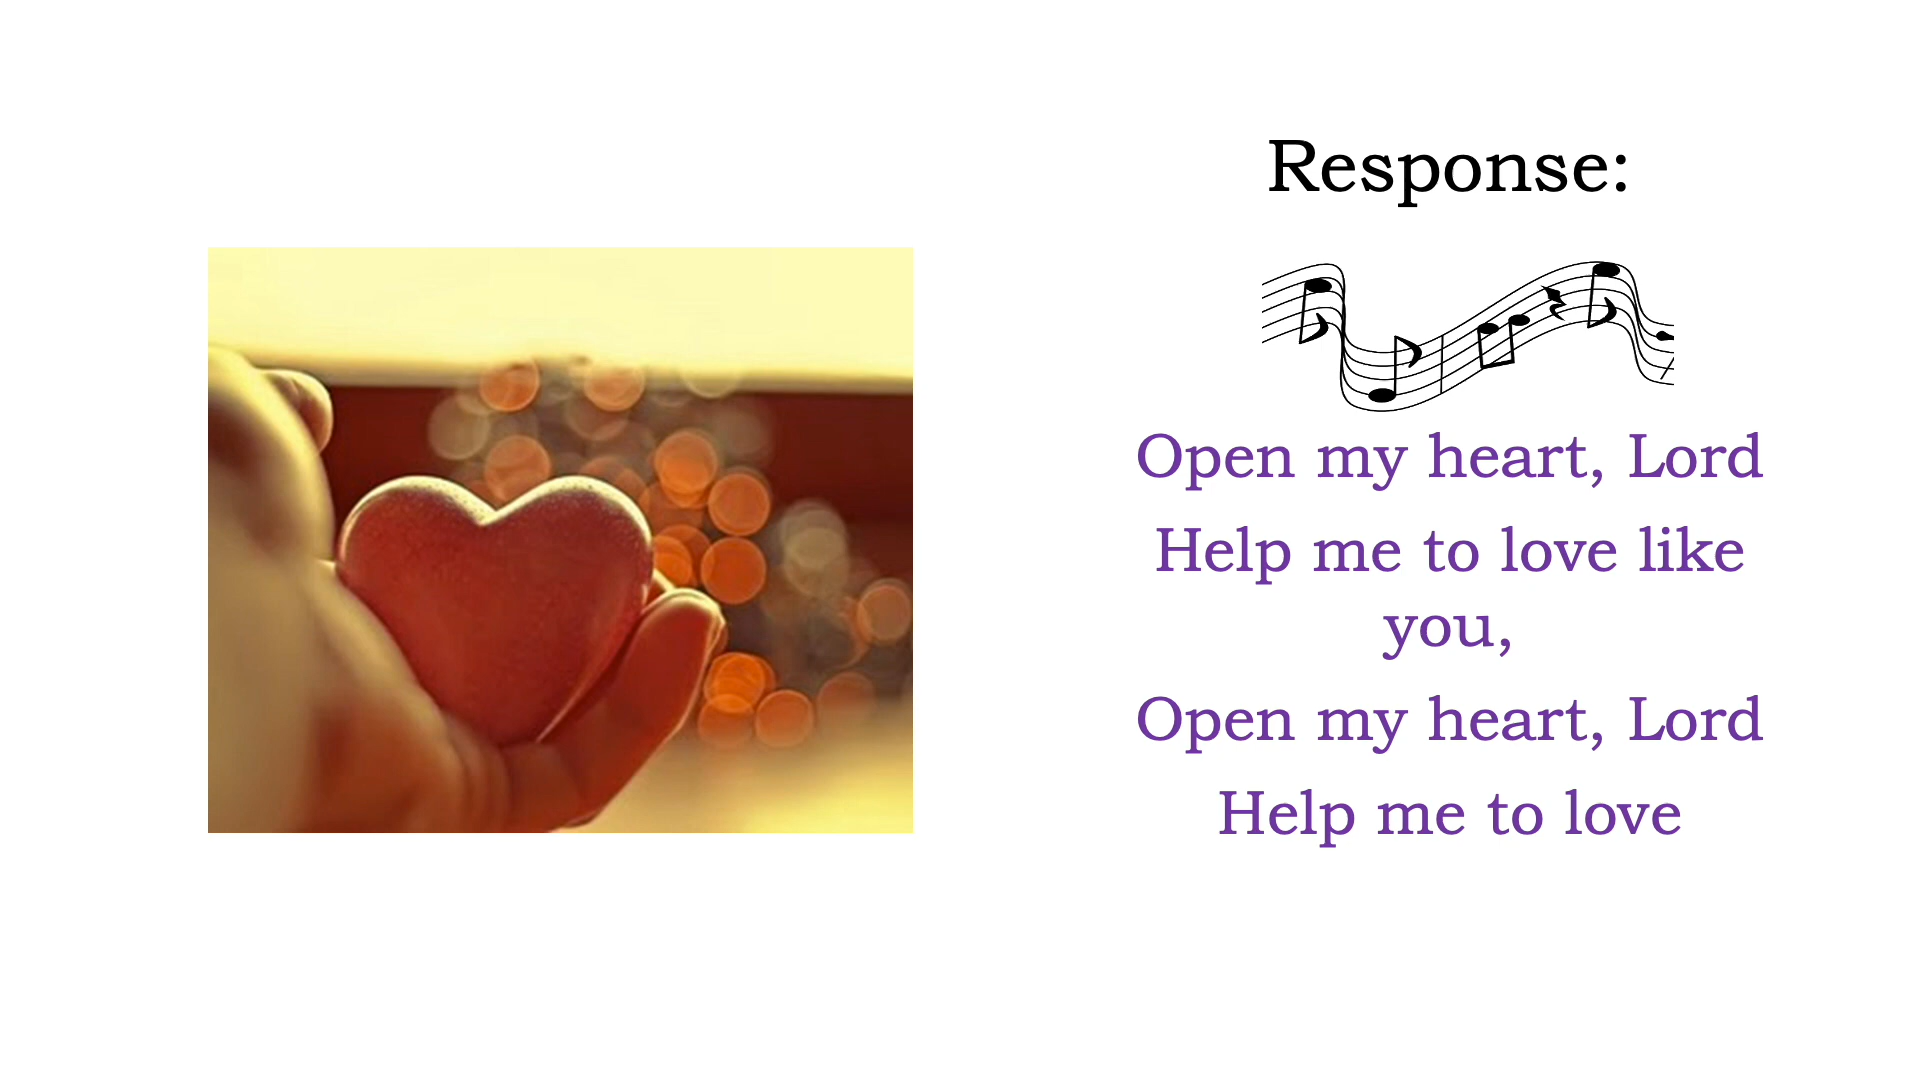 Response:
Open my heart, Lord
Help me to love like
you,
Open my heart, Lord
Help me to love